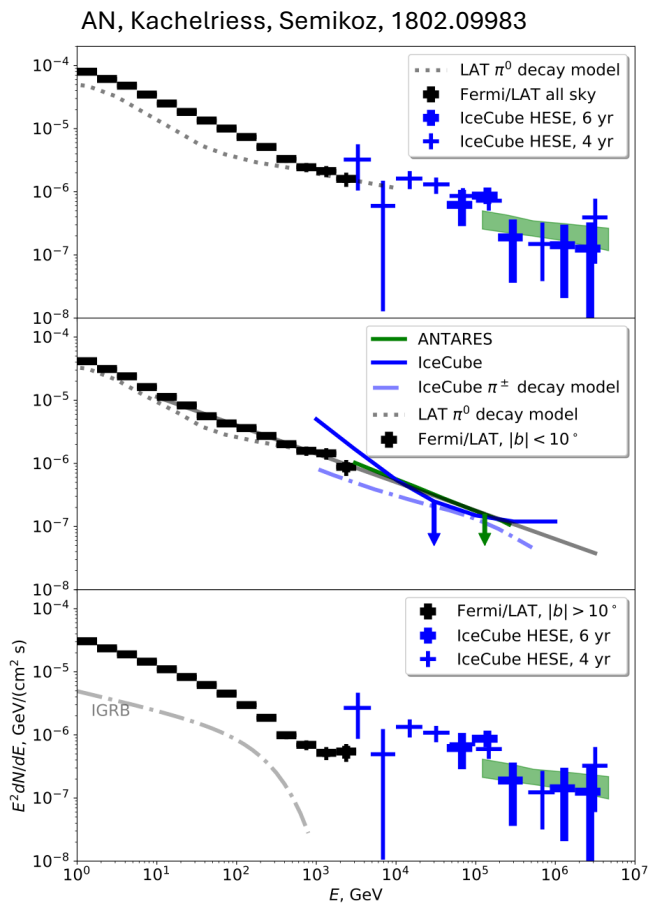 AN, Kachelriess, Semikoz, 1802.09983
10⁻⁴
10⁻⁵
10⁻⁶
10⁻⁷
10⁻⁸
LAT π⁰ decay model
Fermi/LAT all sky
IceCube HESE, 6 yr
IceCube HESE, 4 yr
10⁻⁴
10⁻⁵
10⁻⁶
10⁻⁷
10⁻⁸
ANTARES
IceCube
IceCube π± decay model
LAT π⁰ decay model
Fermi/LAT, |b| < 10°
10⁻⁴
10⁻⁵
10⁻⁶
10⁻⁷
10⁻⁸
Fermi/LAT, |b| > 10°
IceCube HESE, 6 yr
IceCube HESE, 4 yr
IGRB
E²dN/dE, GeV/(cm² s)
10⁰ 10¹ 10² 10³ 10⁴ 10⁵ 10⁶ 10⁷
E, GeV